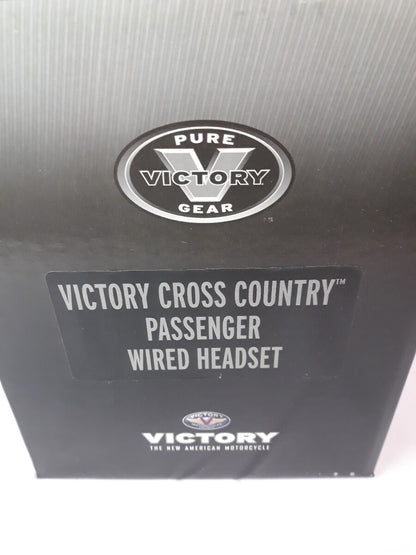 PURE
VICTORY
GEAR
VICTORY CROSS COUNTRY™
PASSENGER
WIRED HEADSET
VICTORY
VICTORY
THE NEW AMERICAN MOTORCYCLE